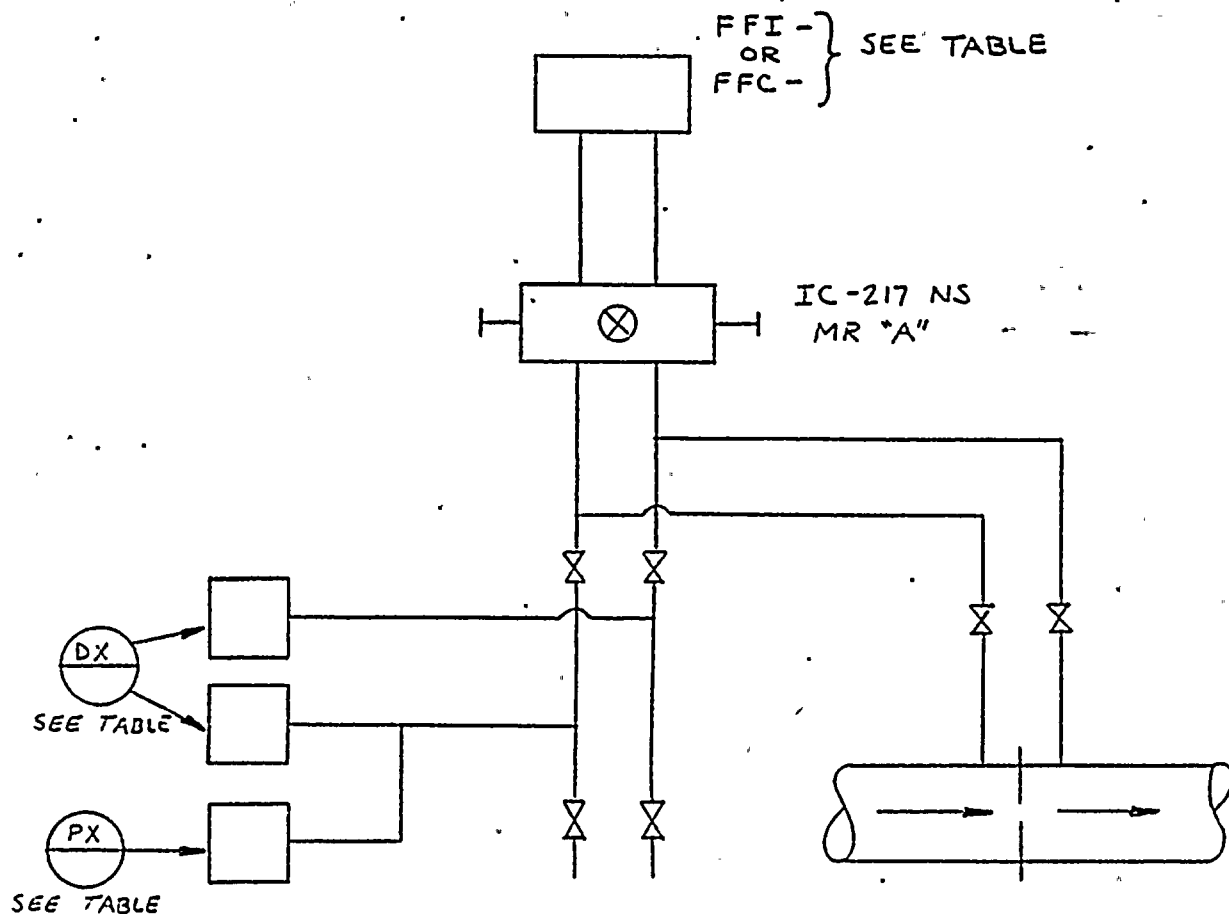 FFI -
OR
FFC -
SEE TABLE
IC-217 NS
MR "A"
DX
SEE TABLE
PX
SEE TABLE